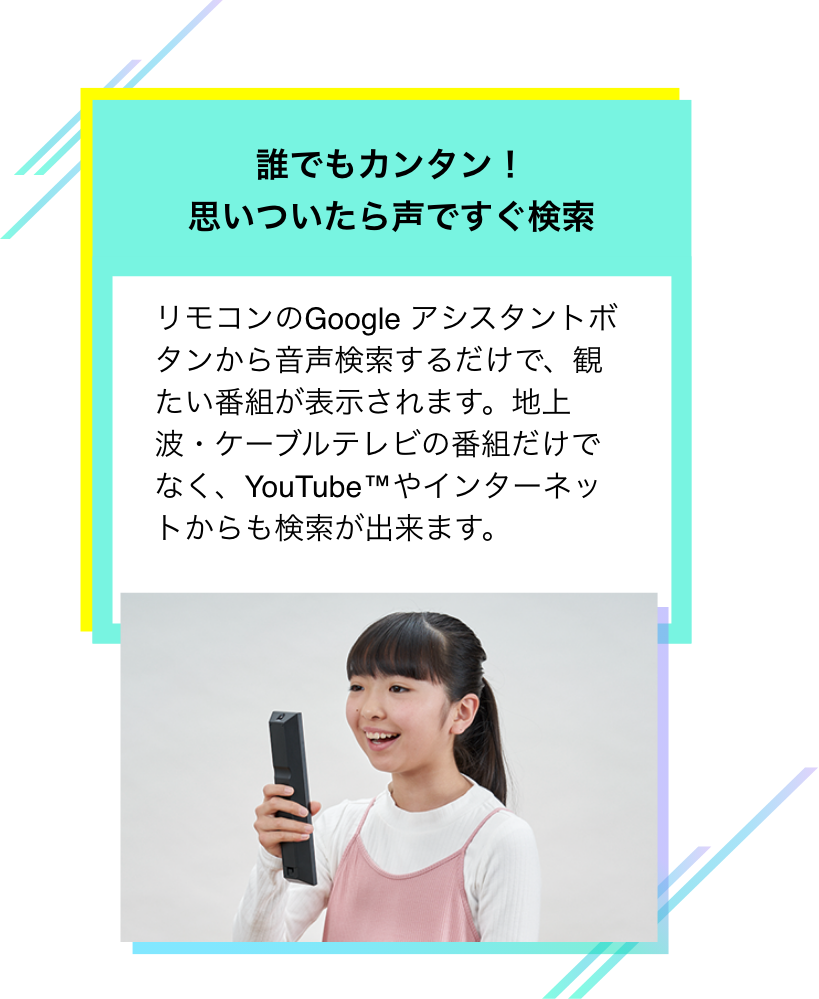 誰でもカンタン！
思いついたら声ですぐ検索
リモコンのGoogle アシスタントボ
タンから音声検索するだけで、観
たい番組が表示されます。地上
波・ケーブルテレビの番組だけで
なく、YouTube™やインターネッ
トからも検索が出来ます。